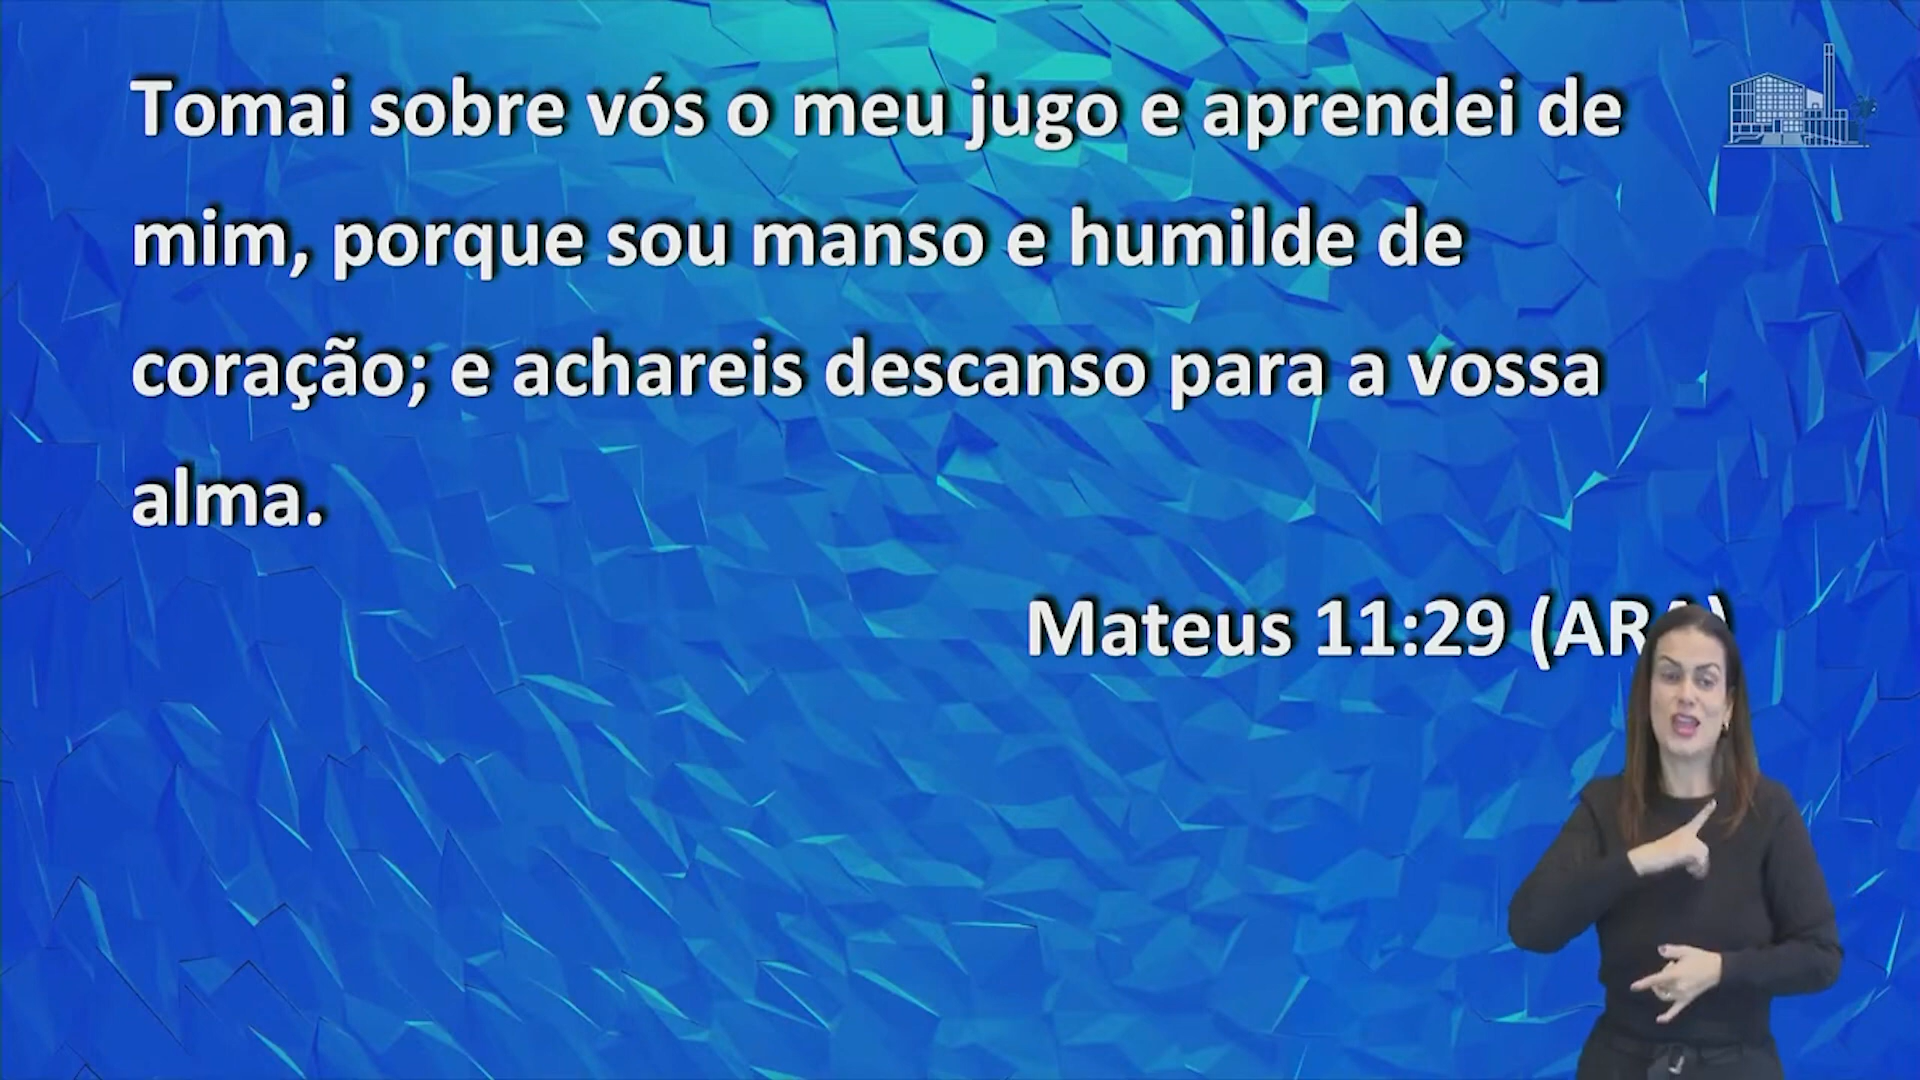 Tomai sobre vós o meu jugo e aprendei de
mim, porque sou manso e humilde de
coração; e achareis descanso para a vossa
alma.
Mateus 11:29 (ARA)